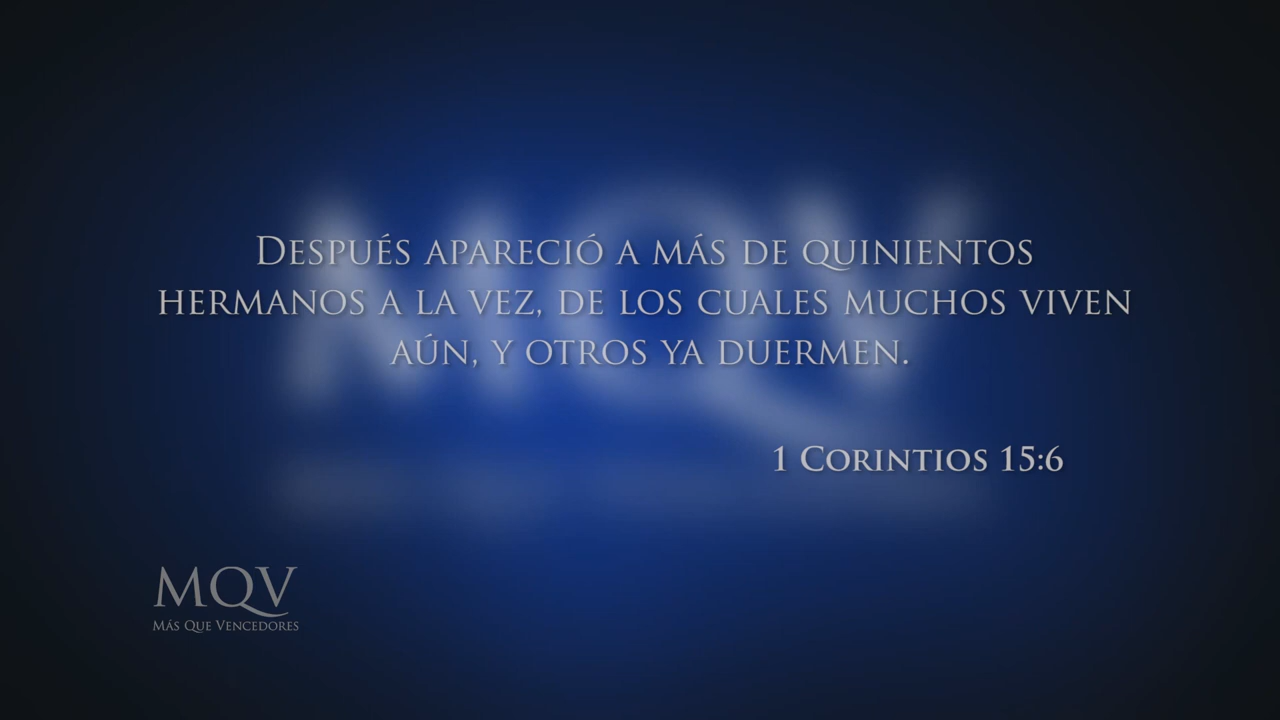 Después apareció a más de quinientos
hermanos a la vez, de los cuales muchos viven
aún, y otros ya duermen.
1 Corintios 15:6
MQV
Más Que Vencedores